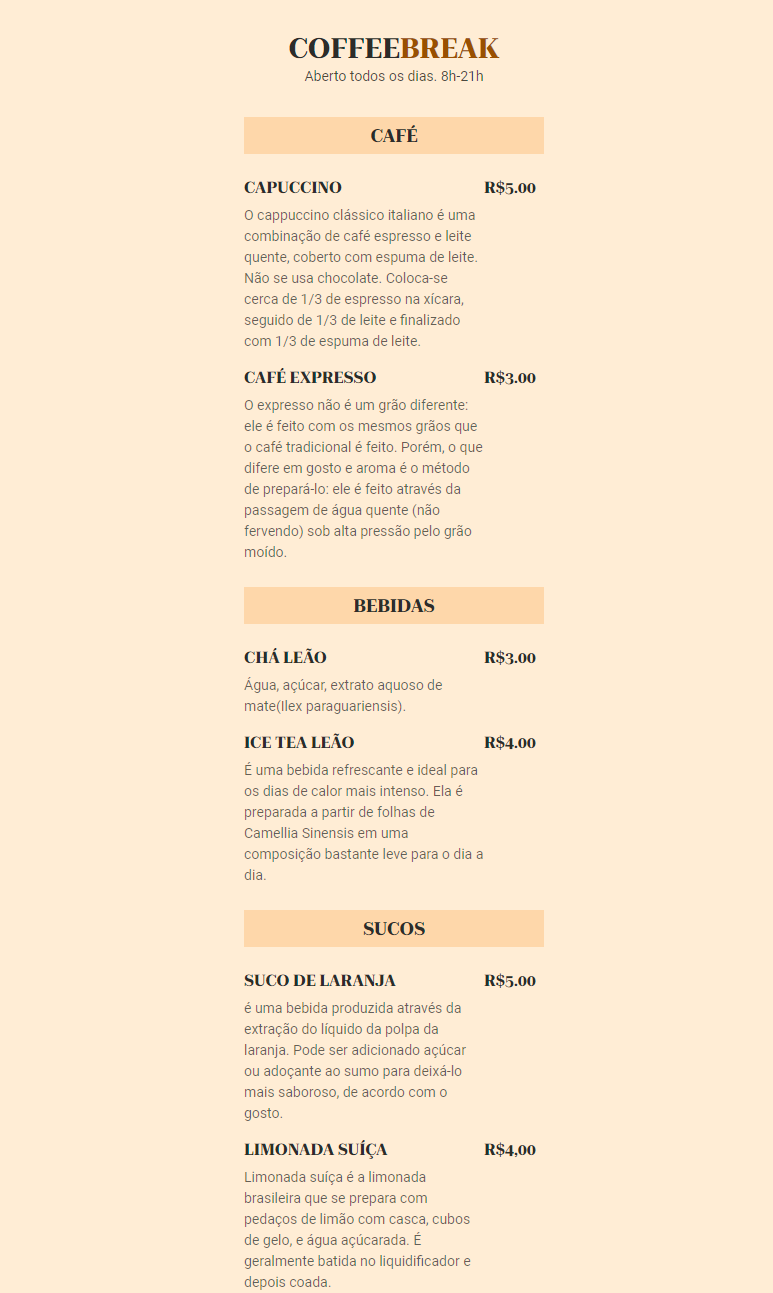 COFFEEBREAK
Aberto todos os dias. 8h-21h
CAFÉ
CAPUCCINO R$5.00
O cappuccino clássico italiano é uma
combinação de café espresso e leite
quente, coberto com espuma de leite.
Não se usa chocolate. Coloca-se
cerca de 1/3 de espresso na xícara,
seguido de 1/3 de leite e finalizado
com 1/3 de espuma de leite.
CAFÉ EXPRESSO R$3.00
O expresso não é um grão diferente:
ele é feito com os mesmos grãos que
o café tradicional é feito. Porém, o que
difere em gosto e aroma é o método
de prepará-lo: ele é feito através da
passagem de água quente (não
fervendo) sob alta pressão pelo grão
moído.
BEBIDAS
CHÁ LEÃO R$3.00
Água, açúcar, extrato aquoso de
mate(Ilex paraguariensis).
ICE TEA LEÃO R$4.00
É uma bebida refrescante e ideal para
os dias de calor mais intenso. Ela é
preparada a partir de folhas de
Camellia Sinensis em uma
composição bastante leve para o dia a
dia.
SUCOS
SUCO DE LARANJA R$5.00
é uma bebida produzida através da
extração do líquido da polpa da
laranja. Pode ser adicionado açúcar
ou adoçante ao sumo para deixá-lo
mais saboroso, de acordo com o
gosto.
LIMONADA SUÍÇA R$4,00
Limonada suíça é a limonada
brasileira que se prepara com
pedaços de limão com casca, cubos
de gelo, e água açúcarada. É
geralmente batida no liquidificador e
depois coada.